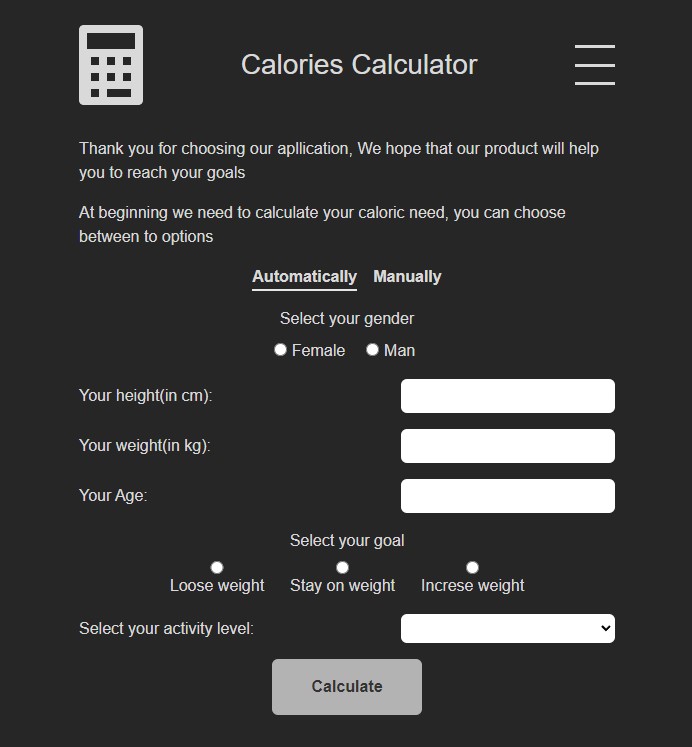 Calories Calculator
Thank you for choosing our apllication, We hope that our product will help
you to reach your goals
At beginning we need to calculate your caloric need, you can choose
between to options
Automatically Manually
Select your gender
Female Man
Your height(in cm):
Your weight(in kg):
Your Age:
Select your goal
Loose weight Stay on weight Increse weight
Select your activity level:
Calculate